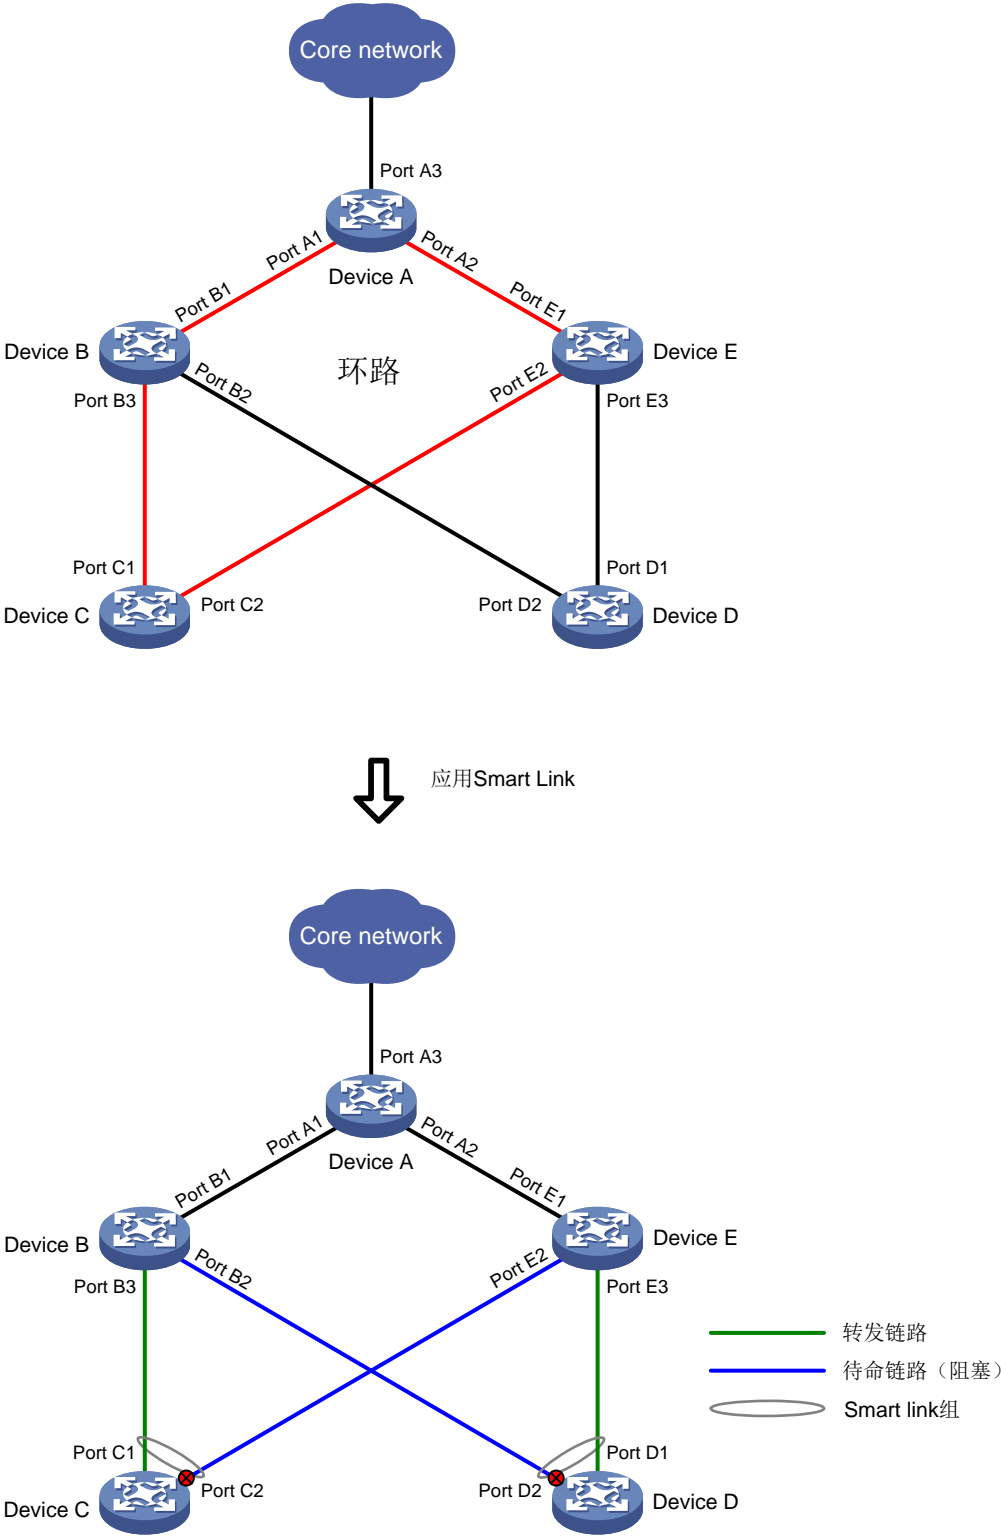 Core network
Port A3
Port A1
Port A2
Device A
Port B1
Port E1
Device B
环路
Device E
Port B2
Port E2
Port B3
Port E3
Port C1
Port D1
Device C
Port C2
Port D2
Device D
应用Smart Link
Core network
Port A3
Port A1
Port A2
Device A
Port B1
Port E1
Device B
Device E
Port B2
Port E2
Port B3
Port E3
转发链路
待命链路（阻塞）
Smart link组
Port C1
Port D1
Device C
Port C2
Port D2
Device D